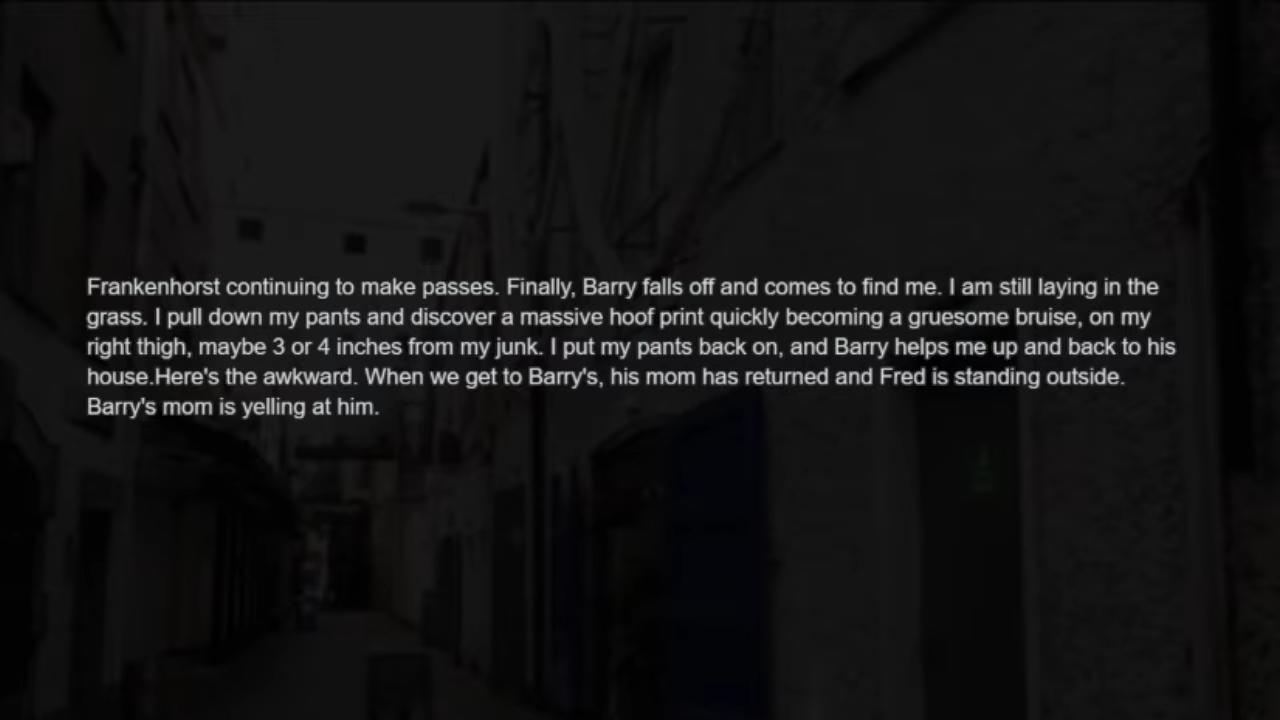 Frankenhorst continuing to make passes. Finally, Barry falls off and comes to find me. I am still laying in the
grass. I pull down my pants and discover a massive hoof print quickly becoming a gruesome bruise, on my
right thigh, maybe 3 or 4 inches from my junk. I put my pants back on, and Barry helps me up and back to his
house.Here's the awkward. When we get to Barry's, his mom has returned and Fred is standing outside.
Barry's mom is yelling at him.